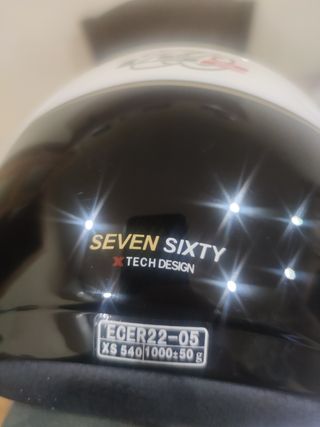 SEVEN SIXTY
X TECH DESIGN
ECER22-05
XS 540 1000±50 g